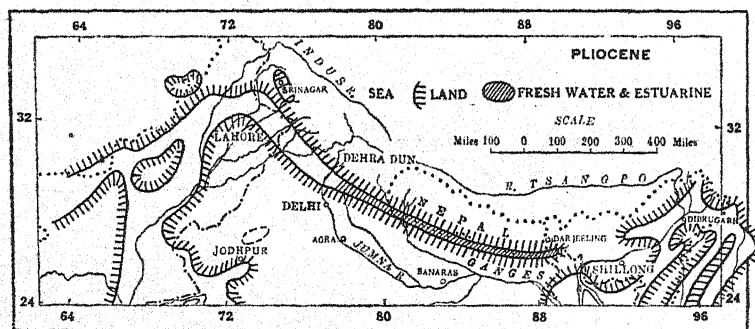 64 72 80 88 96
PLIOCENE
INDUS R.
SRINAGAR
SEA LAND FRESH WATER & ESTUARINE
SCALE
Miles 100 0 100 200 300 400 Miles
32 32
LAHORE
DEHRA DUN
R. TSANGPO
NEPAL
DELHI
DIBRUGARH
AGRA
DARJEELING
JODHPUR
JUMNA R.
GANGES
SHILLONG
BANARAS
24 24
64 72 80 88 96